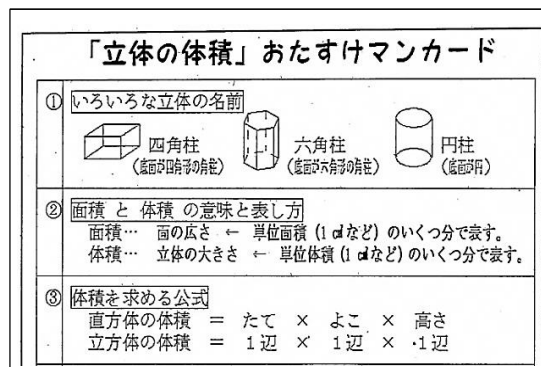 「立体の体積」おたすけマンカード
① いろいろな立体の名前
四角柱 六角柱 円柱
(底面が四角形の角柱) (底面が六角形の角柱) (底面が円)
② 面積 と 体積 の意味と表し方
面積… 面の広さ ← 単位面積(1㎠など)のいくつ分で表す。
体積… 立体の大きさ ← 単位体積(1㎤など)のいくつ分で表す。
③ 体積を求める公式
直方体の体積 = たて × よこ × 高さ
立方体の体積 = 1辺 × 1辺 × 1辺